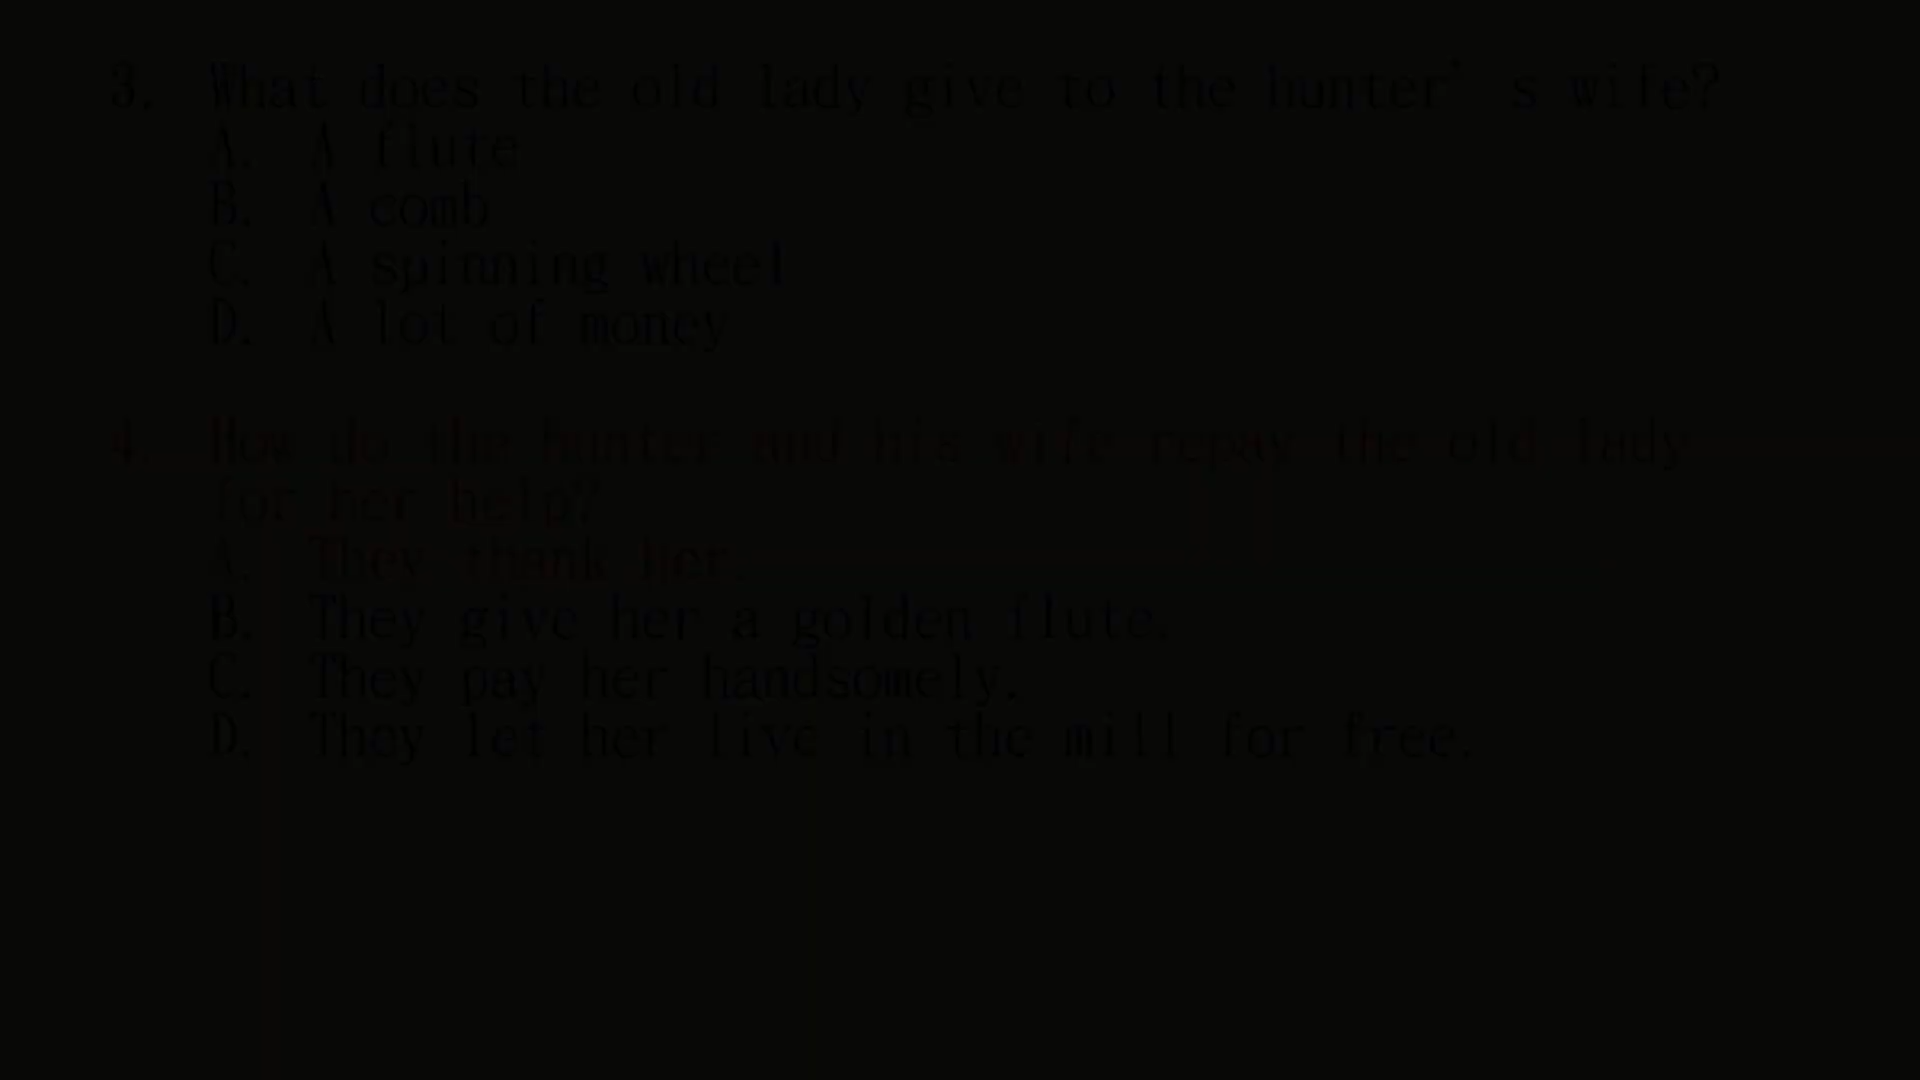 3. What does the old lady give to the hunter's wife?
A. A flute
B. A comb
C. A spinning wheel
D. A lot of money
4. How do the hunter and his wife repay the old lady
for her help?
A. They thank her.
B. They give her a golden flute.
C. They pay her handsomely.
D. They let her live in the mill for free.